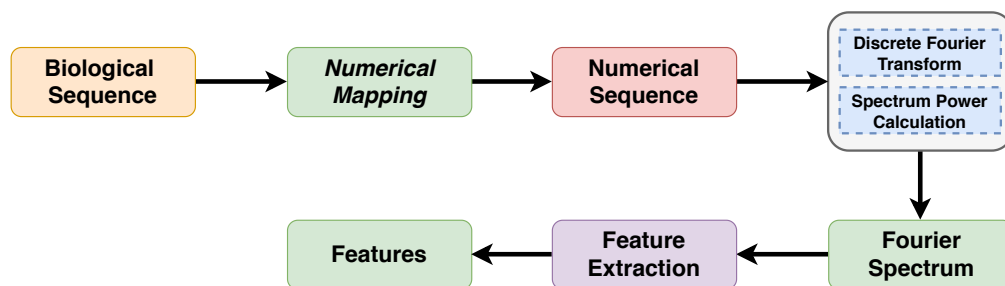 Biological
Sequence
Numerical
Mapping
Numerical
Sequence
Discrete Fourier
Transform
Spectrum Power
Calculation
Features
Feature
Extraction
Fourier
Spectrum